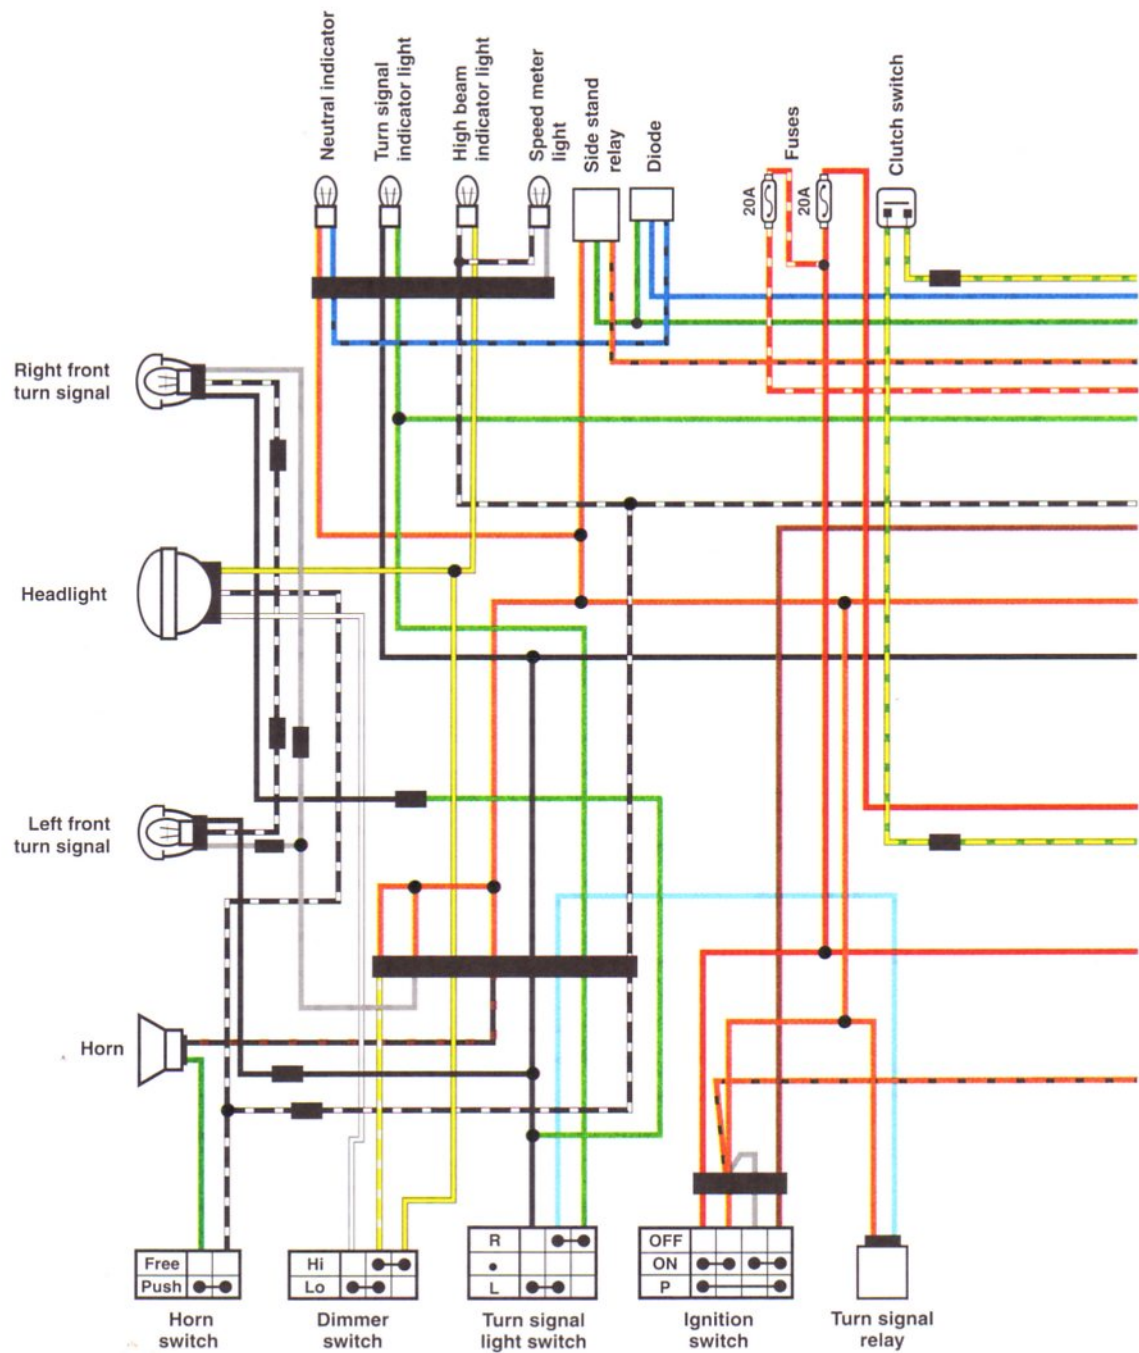 Neutral indicator
Turn signal
indicator light
High beam
indicator light
Speed meter
light
Side stand
relay
Diode
Fuses
20A
20A
Clutch switch
Right front
turn signal
Headlight
Left front
turn signal
Horn
Free
Push
Horn
switch
Hi
Lo
Dimmer
switch
R
L
Turn signal
light switch
OFF
ON
P
Ignition
switch
Turn signal
relay